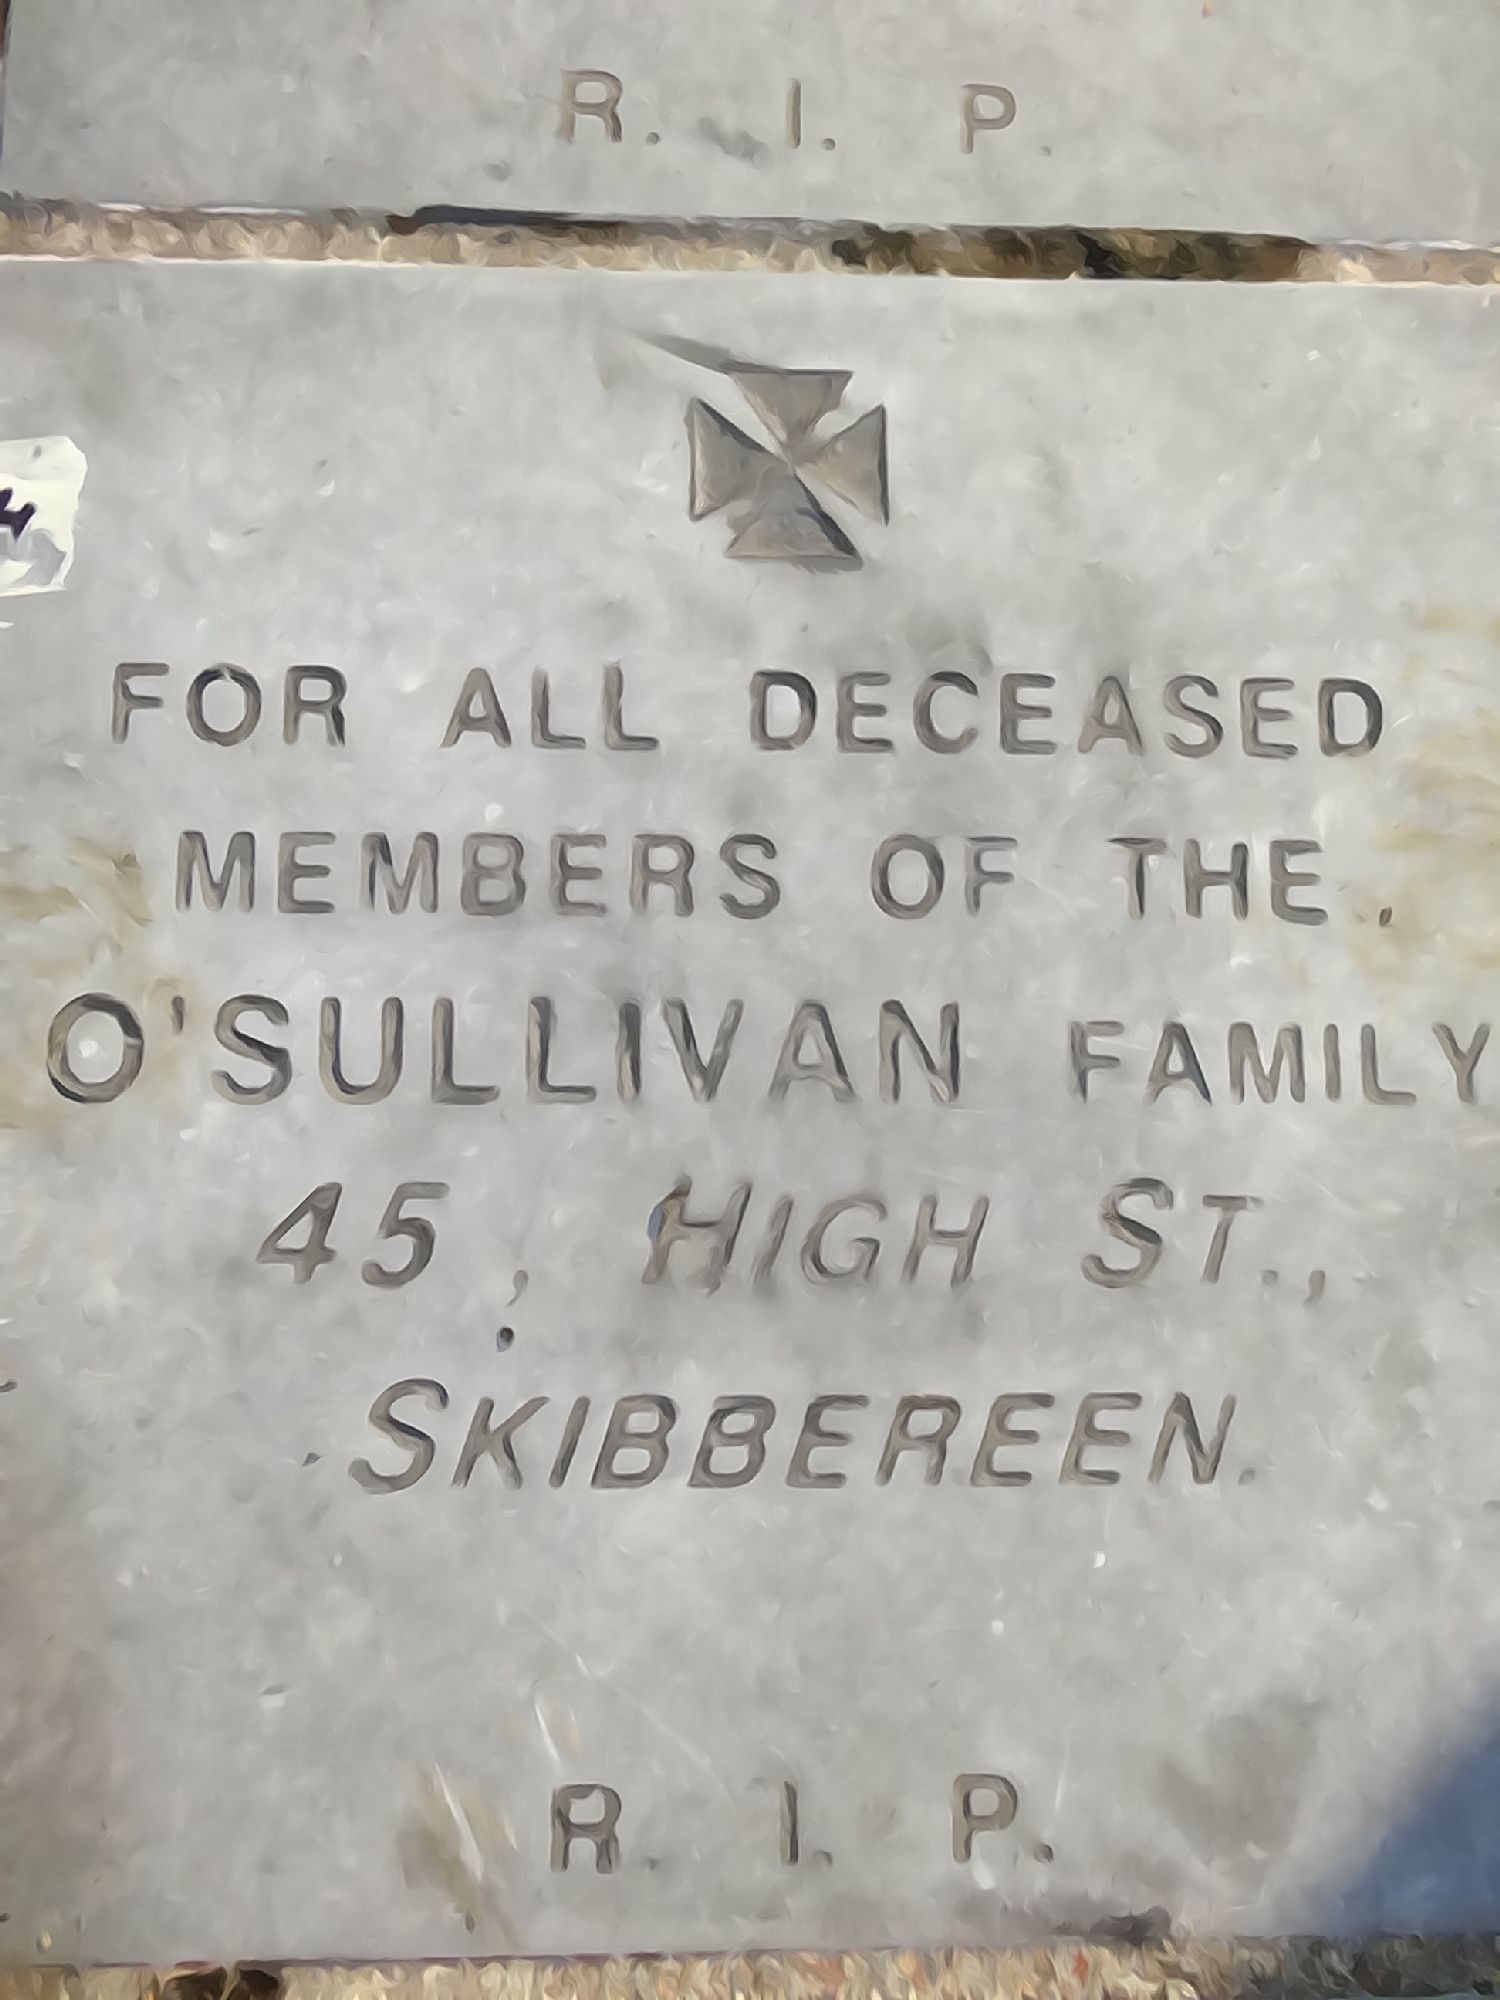 R. I. P.
FOR ALL DECEASED
MEMBERS OF THE
O'SULLIVAN FAMILY
45, HIGH ST.,
SKIBBEREEN.
R. I. P.